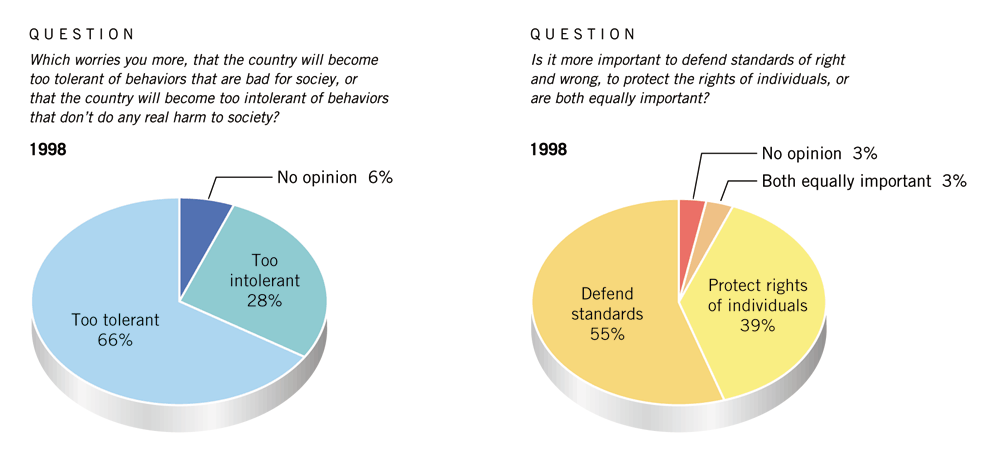 QUESTION
Which worries you more, that the country will become
too tolerant of behaviors that are bad for sociey, or
that the country will become too intolerant of behaviors
that don’t do any real harm to society?
1998
No opinion 6%
Too
intolerant
28%
Too tolerant
66%
QUESTION
Is it more important to defend standards of right
and wrong, to protect the rights of individuals, or
are both equally important?
1998
No opinion 3%
Both equally important 3%
Protect rights
of individuals
39%
Defend
standards
55%